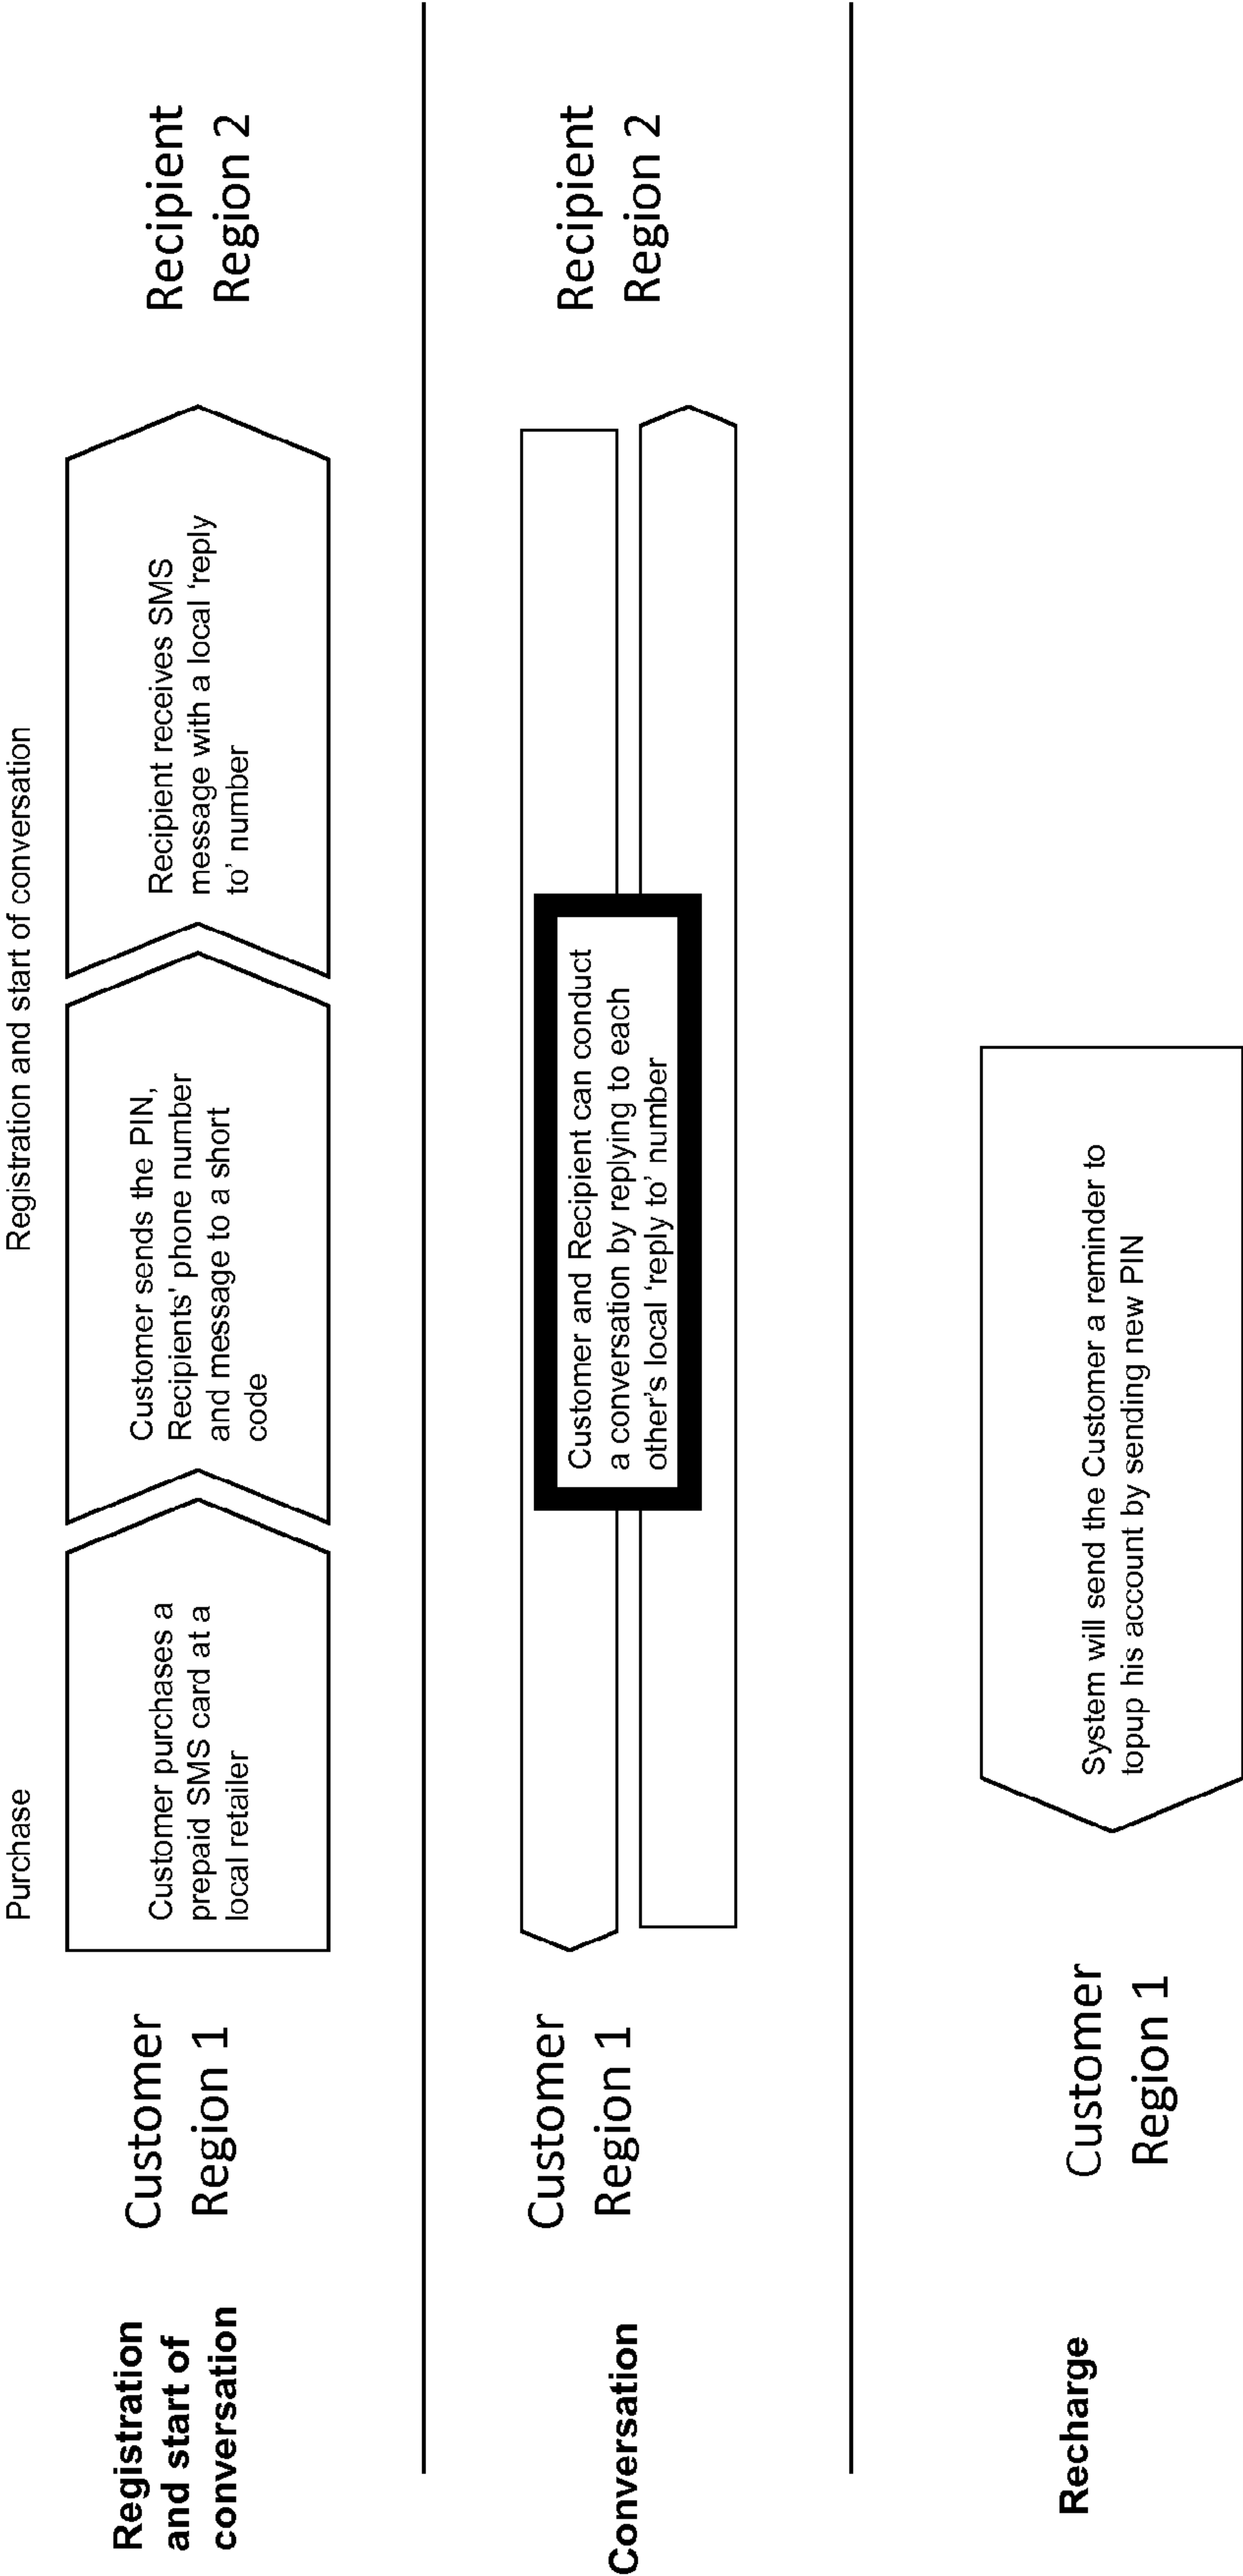 Purchase
Registration and start of conversation
Registration
and start of
conversation
Customer
Region 1
Customer purchases a
prepaid SMS card at a
local retailer
Customer sends the PIN,
Recipients' phone number
and message to a short
code
Recipient receives SMS
message with a local ‘reply
to’ number
Recipient
Region 2
Conversation
Customer
Region 1
Customer and Recipient can conduct
a conversation by replying to each
other’s local ‘reply to’ number
Recipient
Region 2
Recharge
Customer
Region 1
System will send the Customer a reminder to
topup his account by sending new PIN